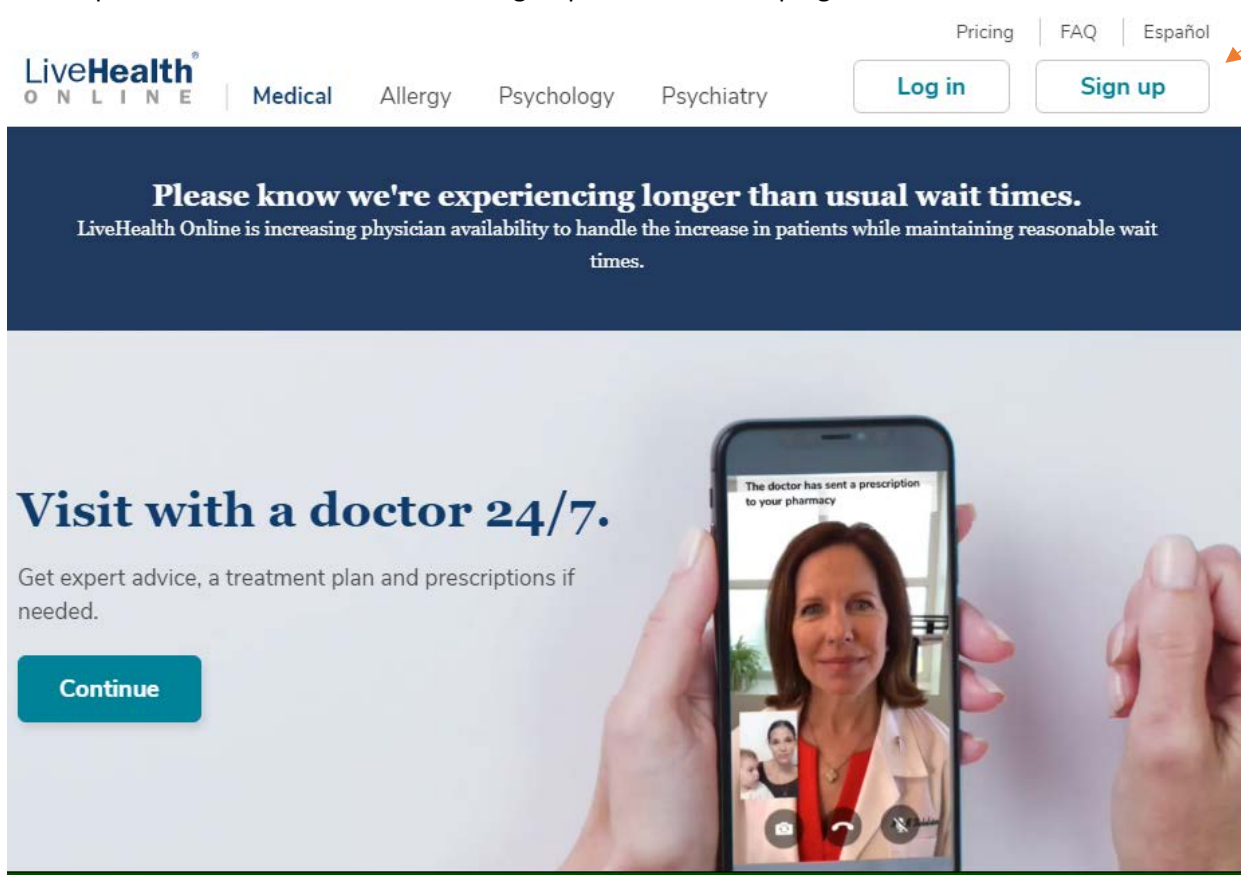 Pricing FAQ Español
LiveHealth®
ONLINE
Medical Allergy Psychology Psychiatry
Log in Sign up
Please know we're experiencing longer than usual wait times.
LiveHealth Online is increasing physician availability to handle the increase in patients while maintaining reasonable wait
times.
The doctor has sent a prescription
to your pharmacy
Visit with a doctor 24/7.
Get expert advice, a treatment plan and prescriptions if
needed.
Continue